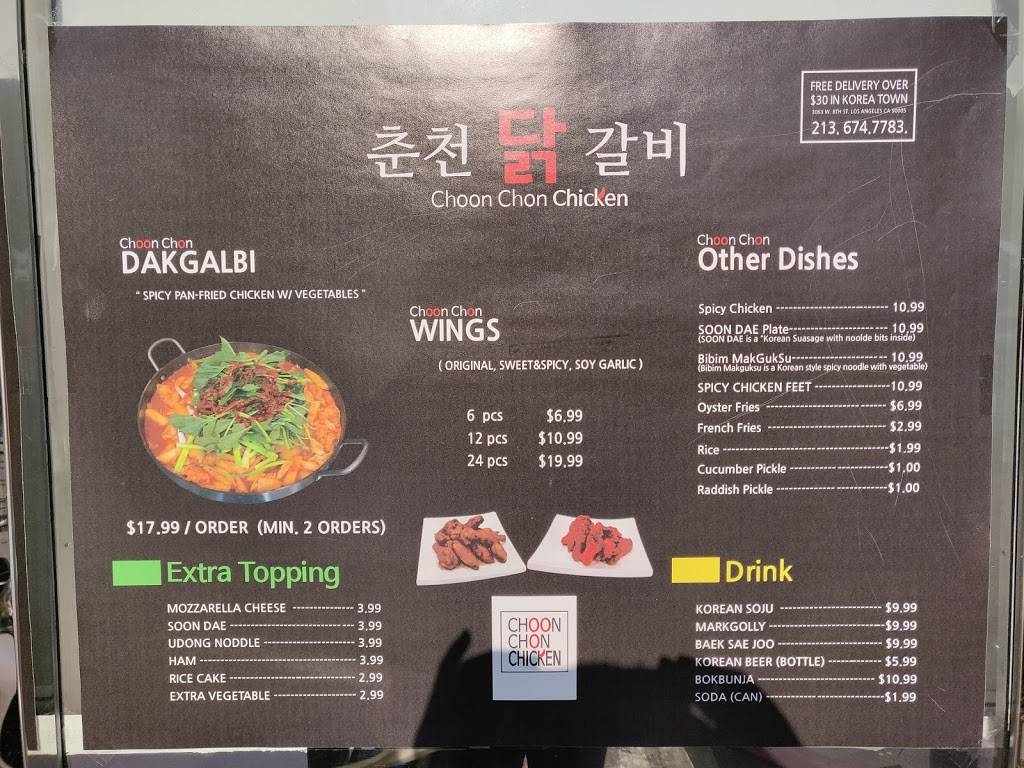 FREE DELIVERY OVER
$30 IN KOREA TOWN
3063 W. 8TH ST. LOS ANGELES CA 90005
213. 674.7783.
춘천 닭 갈비
Choon Chon Chicken
Choon Chon
DAKGALBI
" SPICY PAN-FRIED CHICKEN W/ VEGETABLES "
$17.99 / ORDER (MIN. 2 ORDERS)
Extra Topping
MOZZARELLA CHEESE ---------------- 3.99
SOON DAE -------------------------------- 3.99
UDONG NODDLE ------------------------ 3.99
HAM ---------------------------------------- 3.99
RICE CAKE -------------------------------- 2.99
EXTRA VEGETABLE --------------------- 2.99
Choon Chon
WINGS
( ORIGINAL, SWEET&SPICY, SOY GARLIC )
6 pcs $6.99
12 pcs $10.99
24 pcs $19.99
CHOON
CHON
CHICKEN
Choon Chon
Other Dishes
Spicy Chicken ---------------------------- 10.99
SOON DAE Plate------------------------- 10.99
(SOON DAE is a "Korean Suasage with noolde bits inside)
Bibim MakGukSu------------------------ 10.99
(Bibim Makguksu is a Korean style spicy noodle with vegetable)
SPICY CHICKEN FEET -------------------10.99
Oyster Fries ------------------------------ $6.99
French Fries ------------------------------ $2.99
Rice ------------------------------------------$1.99
Cucumber Pickle ------------------------$1.00
Raddish Pickle ----------------------------$1.00
Drink
KOREAN SOJU -------------------------- $9.99
MARKGOLLY -----------------------------$9.99
BAEK SAE JOO --------------------------- $9.99
KOREAN BEER (BOTTLE) -------------- $5.99
BOKBUNJA ------------------------------ $10.99
SODA (CAN) ------------------------------$1.99